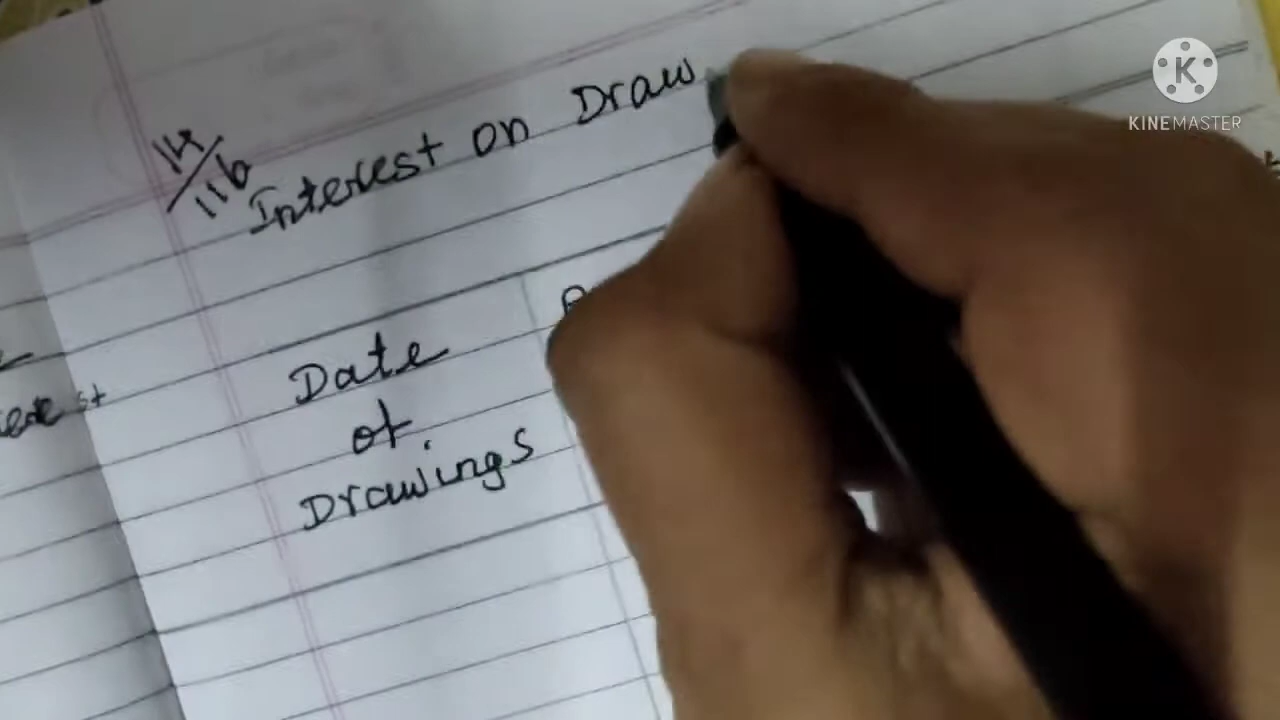 KINEMASTER
14/116
Interest on Draw
Date
of
Drawings